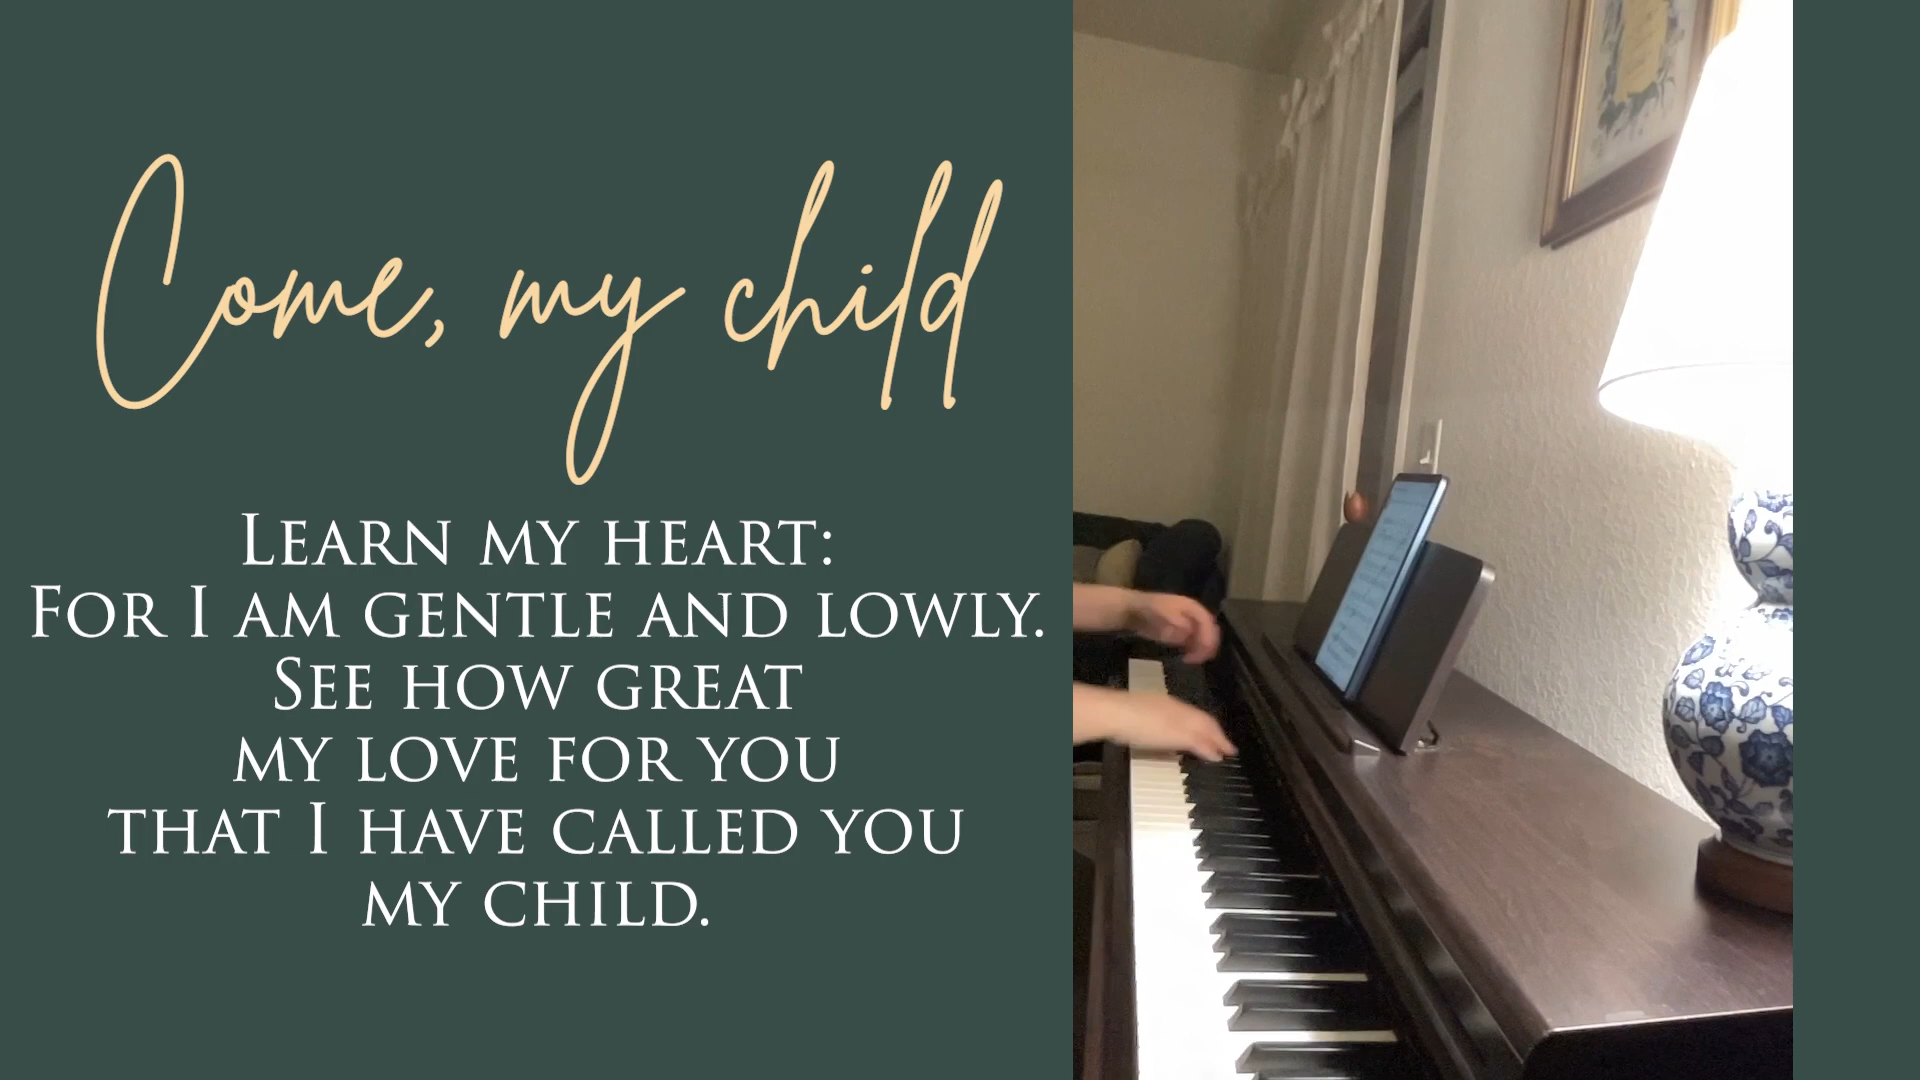 Come, my child
Learn my heart:
For I am gentle and lowly.
See how great
my love for you
that I have called you
my child.